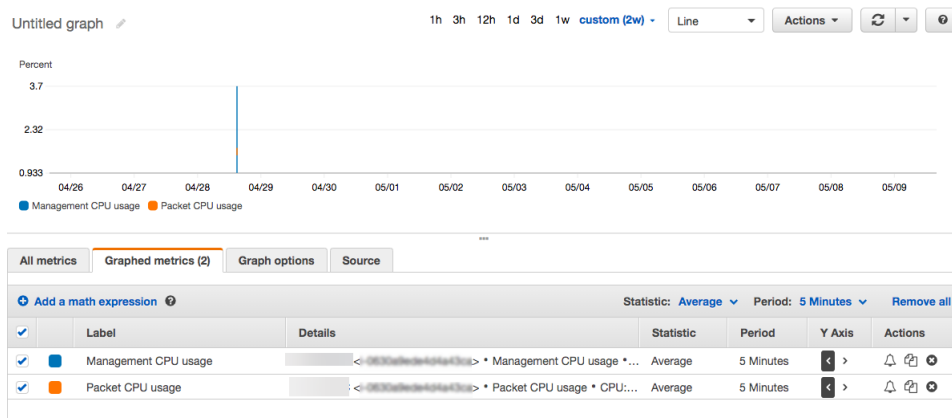 Untitled graph
1h 3h 12h 1d 3d 1w custom (2w) Line Actions
Percent
3.7
2.32
0.933
04/26 04/27 04/28 04/29 04/30 05/01 05/02 05/03 05/04 05/05 05/06 05/07 05/08 05/09
Management CPU usage Packet CPU usage
All metrics Graphed metrics (2) Graph options Source
Add a math expression Statistic: Average Period: 5 Minutes Remove all
Label Details Statistic Period Y Axis Actions
Management CPU usage • Management CPU usage •... Average 5 Minutes
Packet CPU usage • Packet CPU usage • CPU:... Average 5 Minutes